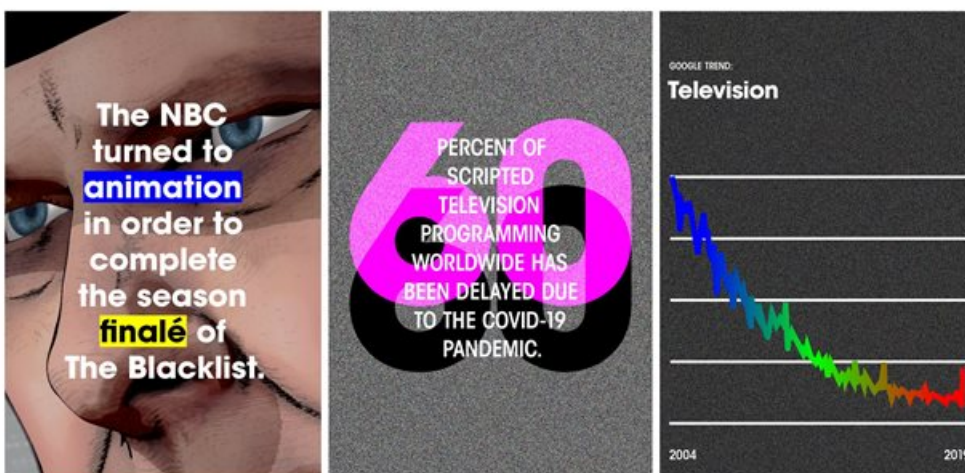 The NBC
turned to
animation
in order to
complete
the season
finalé of
The Blacklist.
60
PERCENT OF
SCRIPTED
TELEVISION
PROGRAMMING
WORLDWIDE HAS
BEEN DELAYED DUE
TO THE COVID-19
PANDEMIC.
GOOGLE TREND:
Television
2004
2019